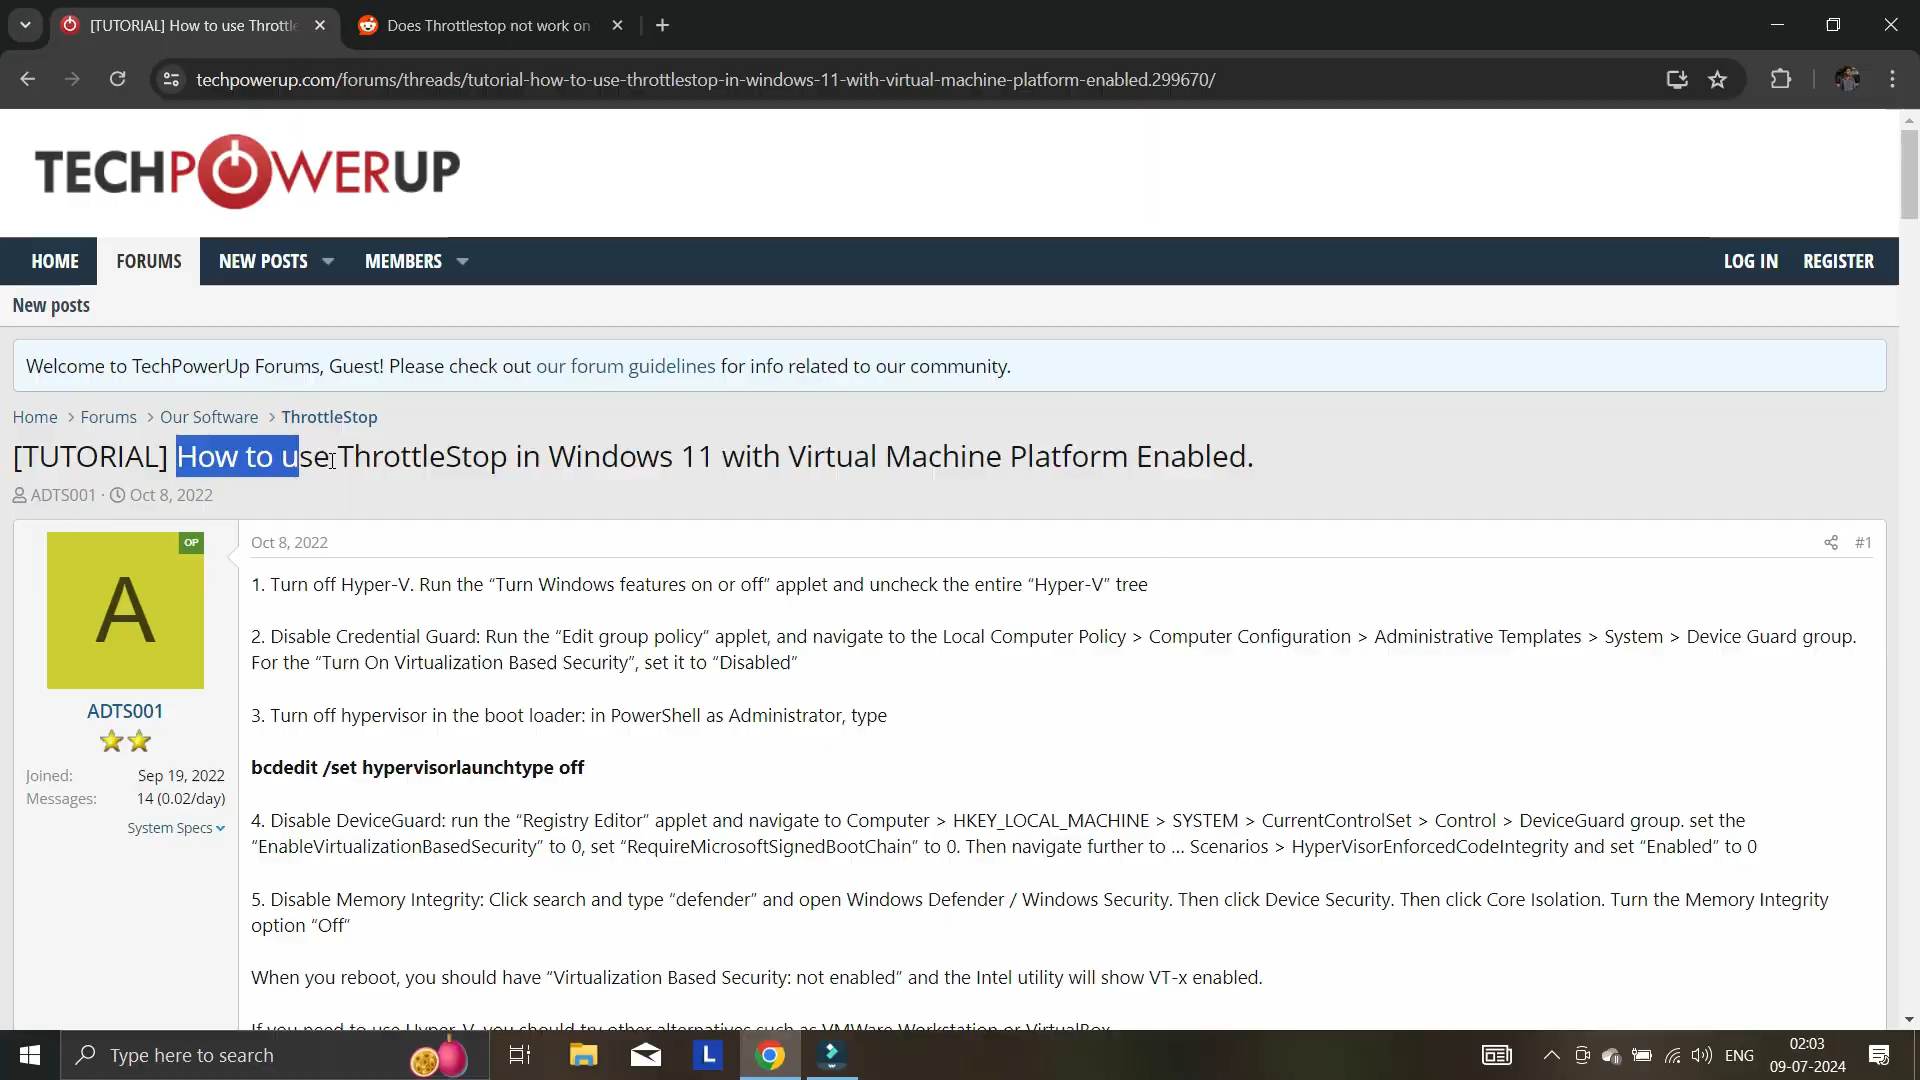 [TUTORIAL] How to use Throttle
Does Throttlestop not work on
techpowerup.com/forums/threads/tutorial-how-to-use-throttlestop-in-windows-11-with-virtual-machine-platform-enabled.299670/
TECHPOWERUP
HOME
FORUMS
NEW POSTS
MEMBERS
LOG IN
REGISTER
New posts
Welcome to TechPowerUp Forums, Guest! Please check out our forum guidelines for info related to our community.
Home > Forums > Our Software > ThrottleStop
[TUTORIAL] How to use ThrottleStop in Windows 11 with Virtual Machine Platform Enabled.
ADTS001 · Oct 8, 2022
OP
A
ADTS001
Joined: Sep 19, 2022
Messages: 14 (0.02/day)
System Specs
Oct 8, 2022
#1
1. Turn off Hyper-V. Run the “Turn Windows features on or off” applet and uncheck the entire “Hyper-V” tree
2. Disable Credential Guard: Run the “Edit group policy” applet, and navigate to the Local Computer Policy > Computer Configuration > Administrative Templates > System > Device Guard group.
For the “Turn On Virtualization Based Security”, set it to “Disabled”
3. Turn off hypervisor in the boot loader: in PowerShell as Administrator, type
bcdedit /set hypervisorlaunchtype off
4. Disable DeviceGuard: run the “Registry Editor” applet and navigate to Computer > HKEY_LOCAL_MACHINE > SYSTEM > CurrentControlSet > Control > DeviceGuard group. set the
“EnableVirtualizationBasedSecurity” to 0, set “RequireMicrosoftSignedBootChain” to 0. Then navigate further to ... Scenarios > HyperVisorEnforcedCodeIntegrity and set “Enabled” to 0
5. Disable Memory Integrity: Click search and type “defender” and open Windows Defender / Windows Security. Then click Device Security. Then click Core Isolation. Turn the Memory Integrity
option “Off”
When you reboot, you should have “Virtualization Based Security: not enabled” and the Intel utility will show VT-x enabled.
If you need to use Hyper-V, you should try other alternatives such as VMWare Workstation or VirtualBox
Type here to search
L
ENG
02:03
09-07-2024